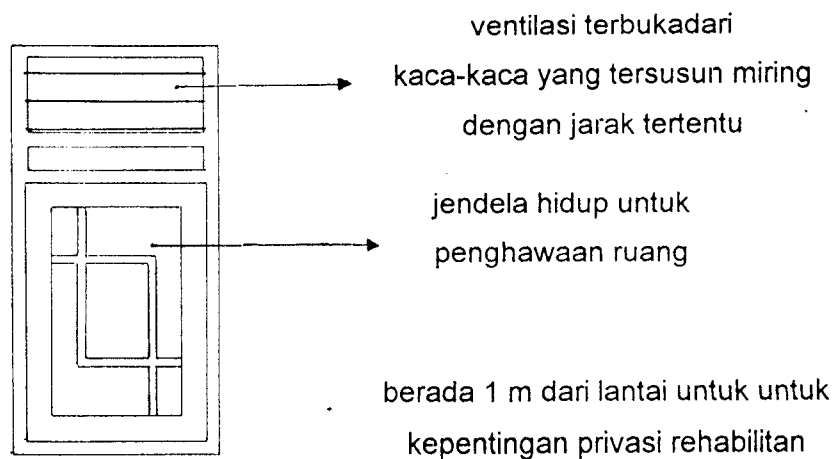 ventilasi terbukadari
kaca-kaca yang tersusun miring
dengan jarak tertentu
jendela hidup untuk
penghawaan ruang
berada 1 m dari lantai untuk untuk
kepentingan privasi rehabilitan